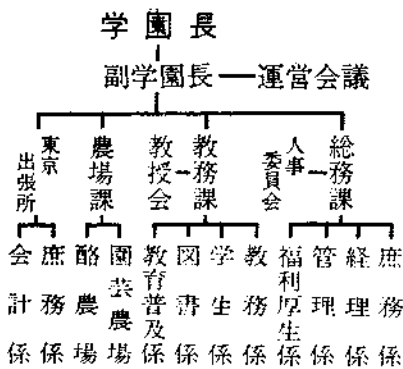 学園長
副学園長
運営会議
総務課
人事委員会
教務課
教授会
農場課
東京出張所
庶務係
経理係
管理係
福利厚生係
教務係
学生係
図書係
教育普及係
園芸農場
酪農場
庶務係
会計係